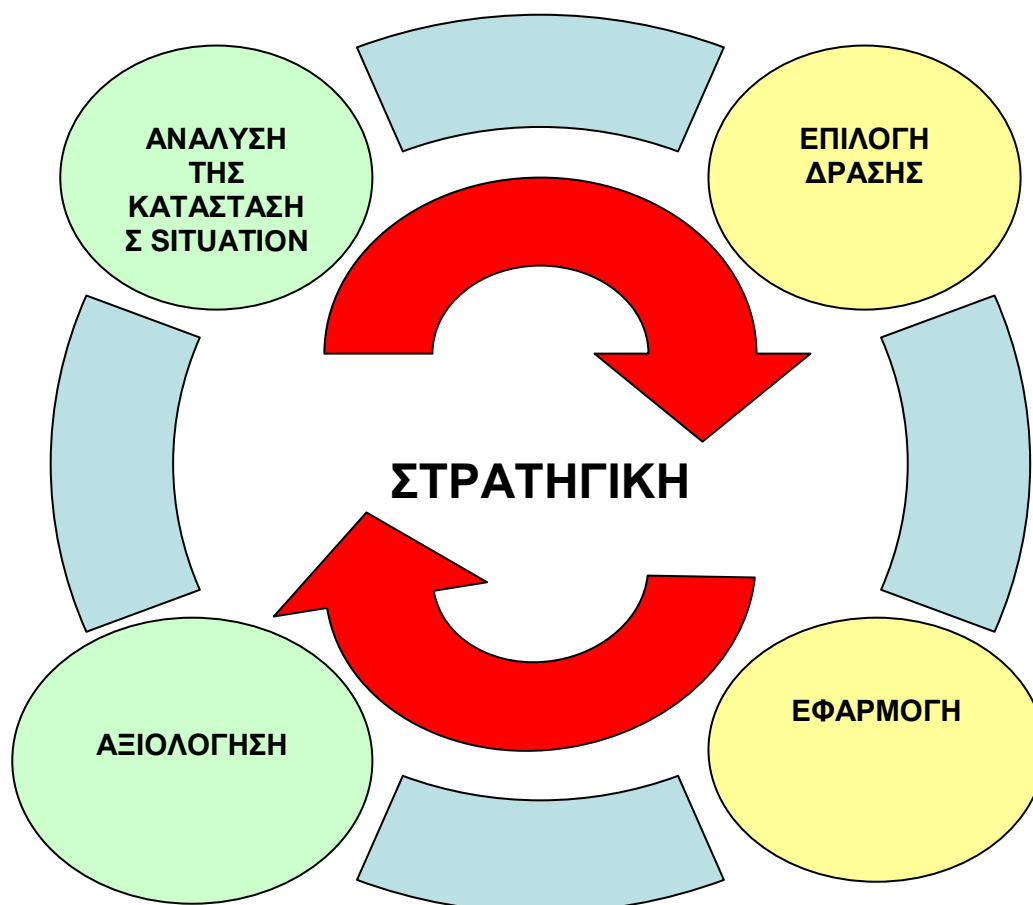 ΑΝΑΛΥΣΗ
ΤΗΣ
ΚΑΤΑΣΤΑΣΗ
Σ SITUATION
ΕΠΙΛΟΓΗ
ΔΡΑΣΗΣ
ΣΤΡΑΤΗΓΙΚΗ
ΑΞΙΟΛΟΓΗΣΗ
ΕΦΑΡΜΟΓΗ